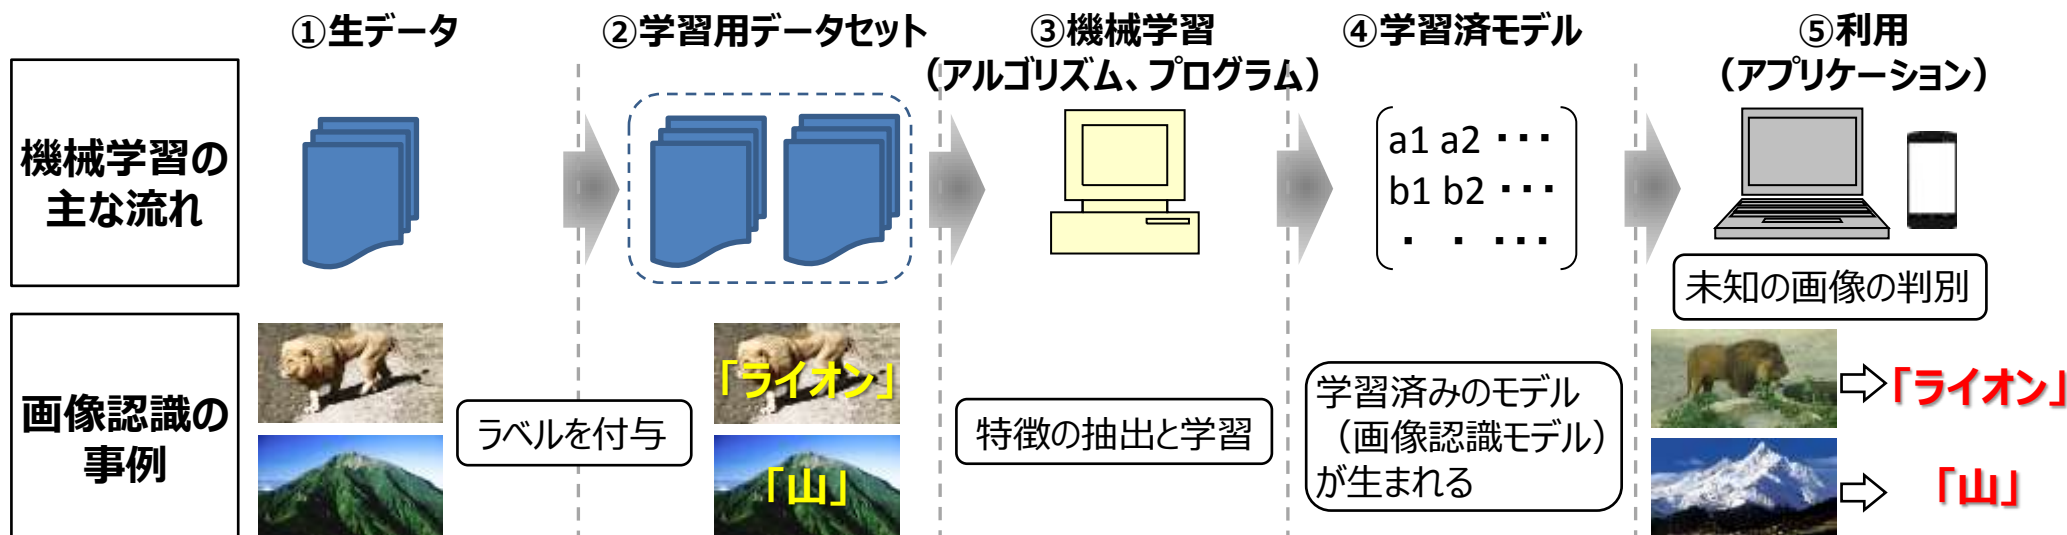 ①生データ
②学習用データセット
③機械学習
（アルゴリズム、プログラム）
④学習済モデル
⑤利用
（アプリケーション）
機械学習の
主な流れ
a1 a2 ･･･
b1 b2 ･･･
･ ･ ･･･
未知の画像の判別
画像認識の
事例
ラベルを付与
「ライオン」
「山」
特徴の抽出と学習
学習済みのモデル
（画像認識モデル）
が生まれる
「ライオン」
「山」